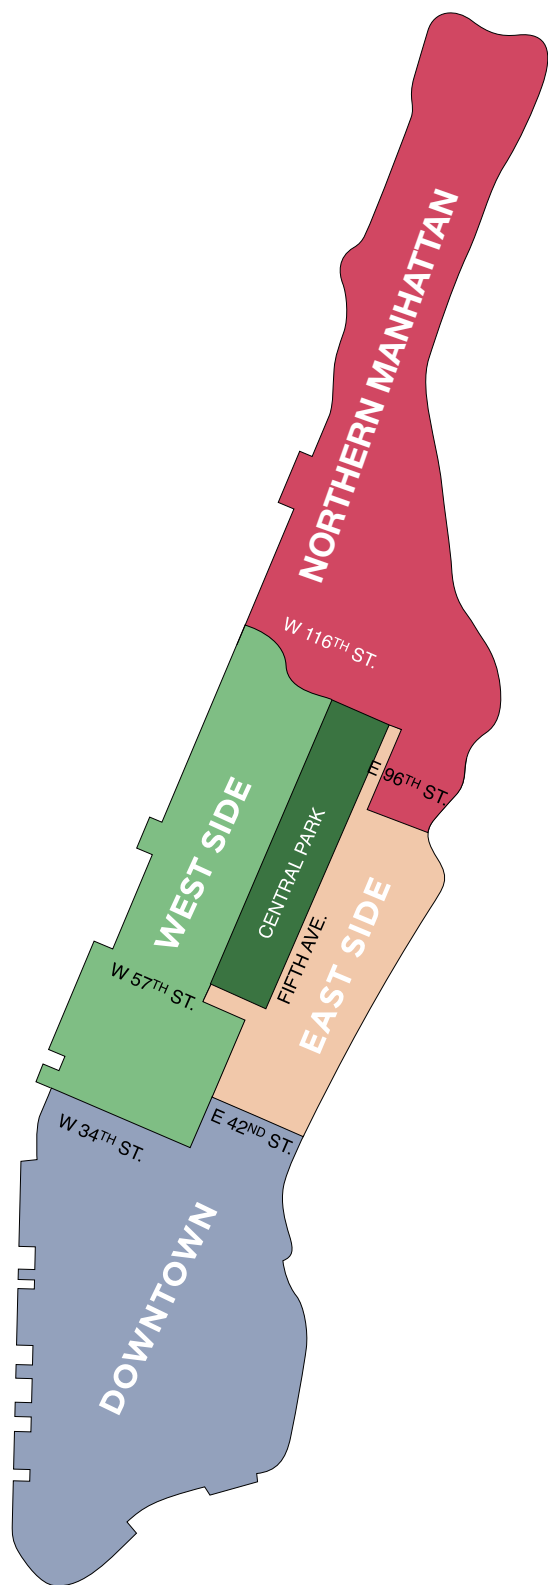 NORTHERN MANHATTAN
W 116TH ST.
E 96TH ST.
WEST SIDE
CENTRAL PARK
FIFTH AVE.
EAST SIDE
W 57TH ST.
W 34TH ST.
E 42ND ST.
DOWNTOWN